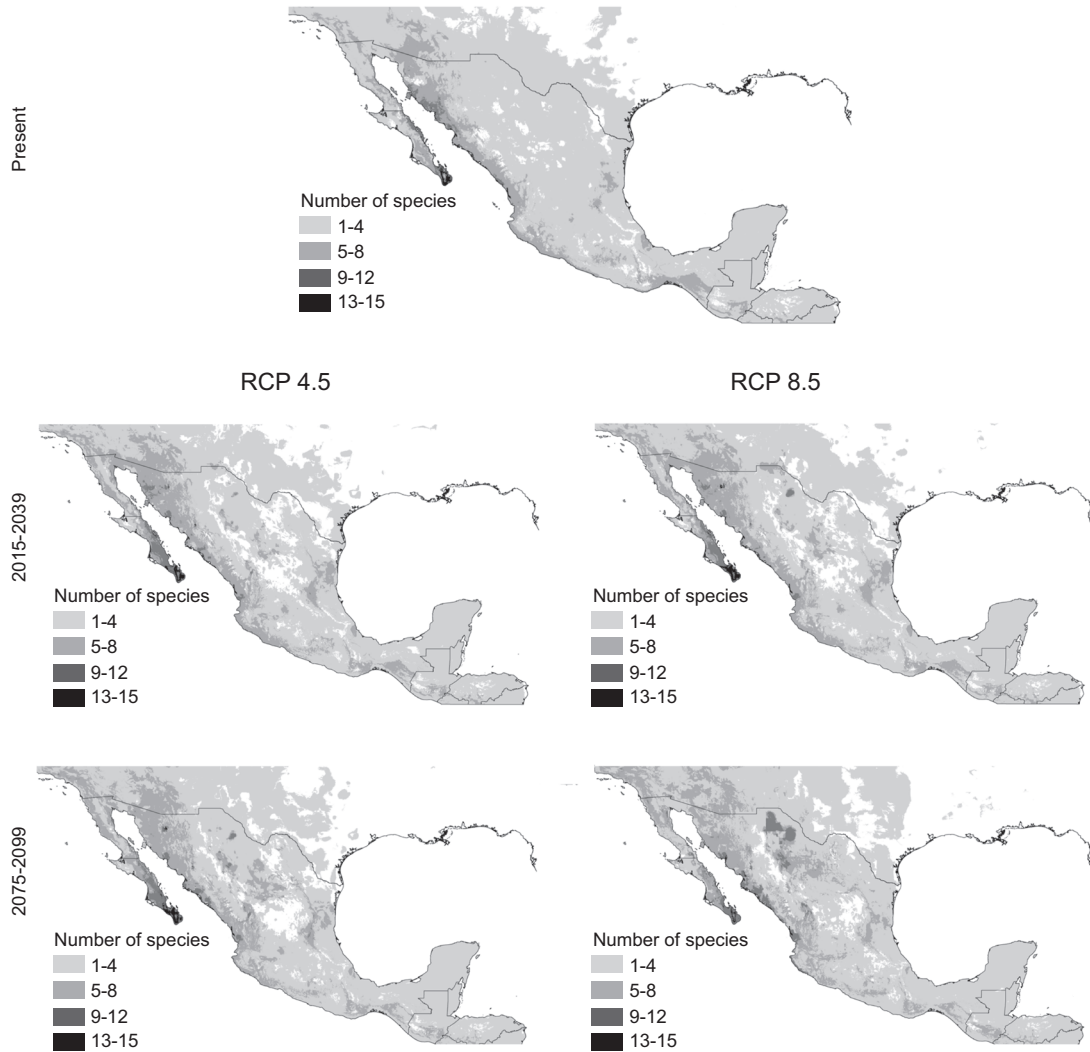 Present
Number of species
1-4
5-8
9-12
13-15
RCP 4.5
RCP 8.5
2015-2039
Number of species
1-4
5-8
9-12
13-15
Number of species
1-4
5-8
9-12
13-15
2075-2099
Number of species
1-4
5-8
9-12
13-15
Number of species
1-4
5-8
9-12
13-15